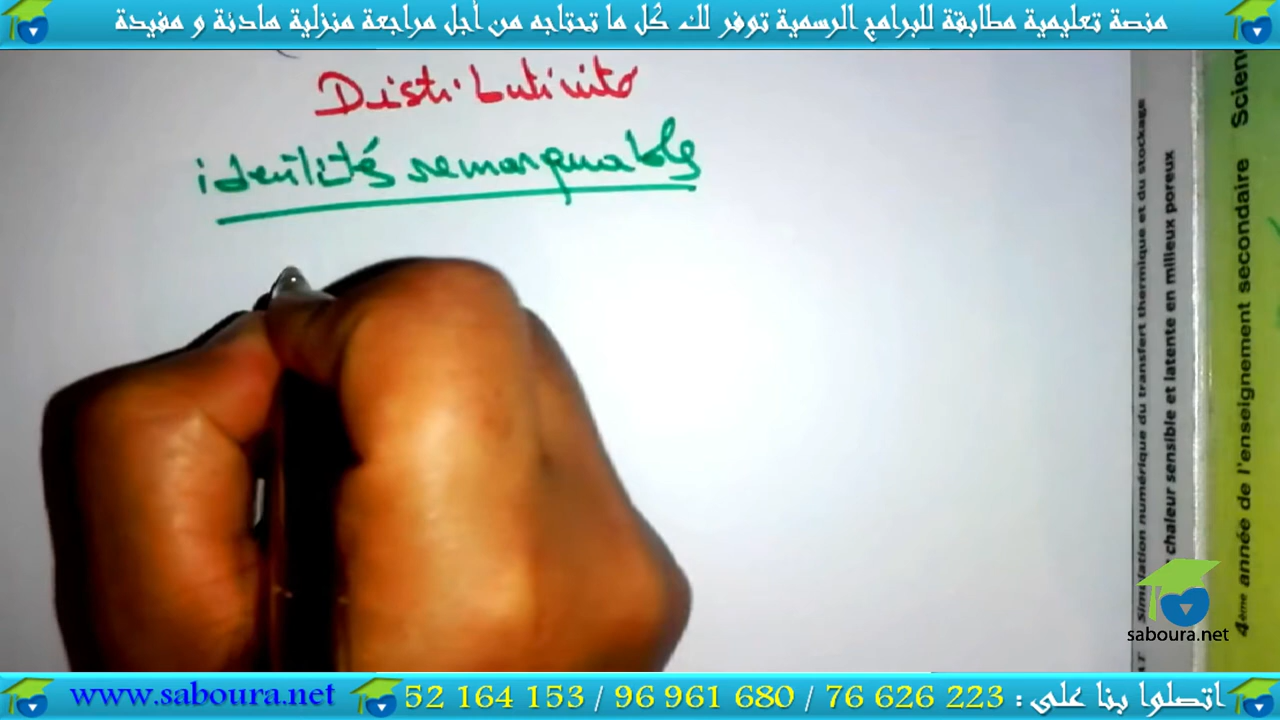 منصة تعليمية مطابقة للبرامج الرسمية توفر لك كل ما تحتاجه من أجل مراجعة منزلية هادئة و مفيدة
Distributivité
identités remarquable
Simulation numérique du transfert thermique et du stockage
chaleur sensible et latente en milieux poreux
4ème année de l'enseignement secondaire Scien
saboura.net
www.saboura.net
52 164 153 / 96 961 680 / 76 626 223 : اتصلوا بنا على